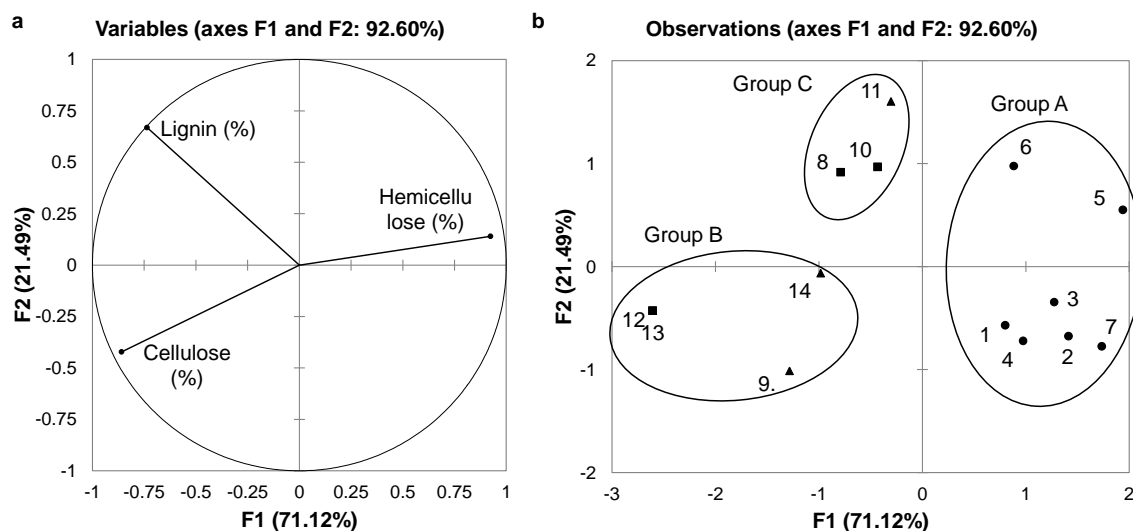 a
Variables (axes F1 and F2: 92.60%)
1
0.75
0.5
0.25
0
-0.25
-0.5
-0.75
-1
F2 (21.49%)
Lignin (%)
Hemicellu
lose (%)
Cellulose
(%)
-1 -0.75 -0.5 -0.25 0 0.25 0.5 0.75 1
F1 (71.12%)
b
Observations (axes F1 and F2: 92.60%)
2
1
0
-1
-2
F2 (21.49%)
Group C
11
8
10
Group A
6
5
3
1
4
2
7
Group B
14
12
13
9.
-3 -2 -1 0 1 2
F1 (71.12%)